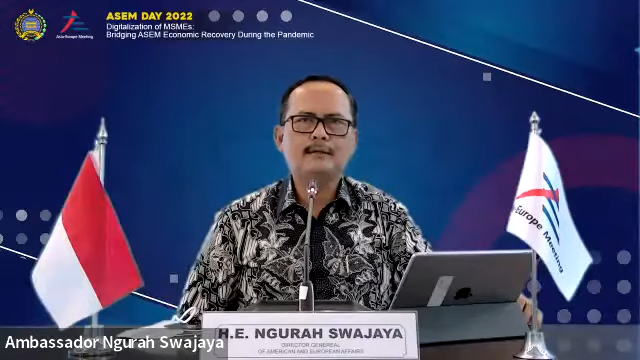 ASEM DAY 2022
Digitalization of MSMEs:
Bridging ASEM Economic Recovery During the Pandemic
Asia-Europe Meeting
Europe Meeting
H.E. NGURAH SWAJAYA
DIRECTOR GENEREAL
OF AMERICAN AND EUROPEAN AFFAIRS
Ambassador Ngurah Swajaya